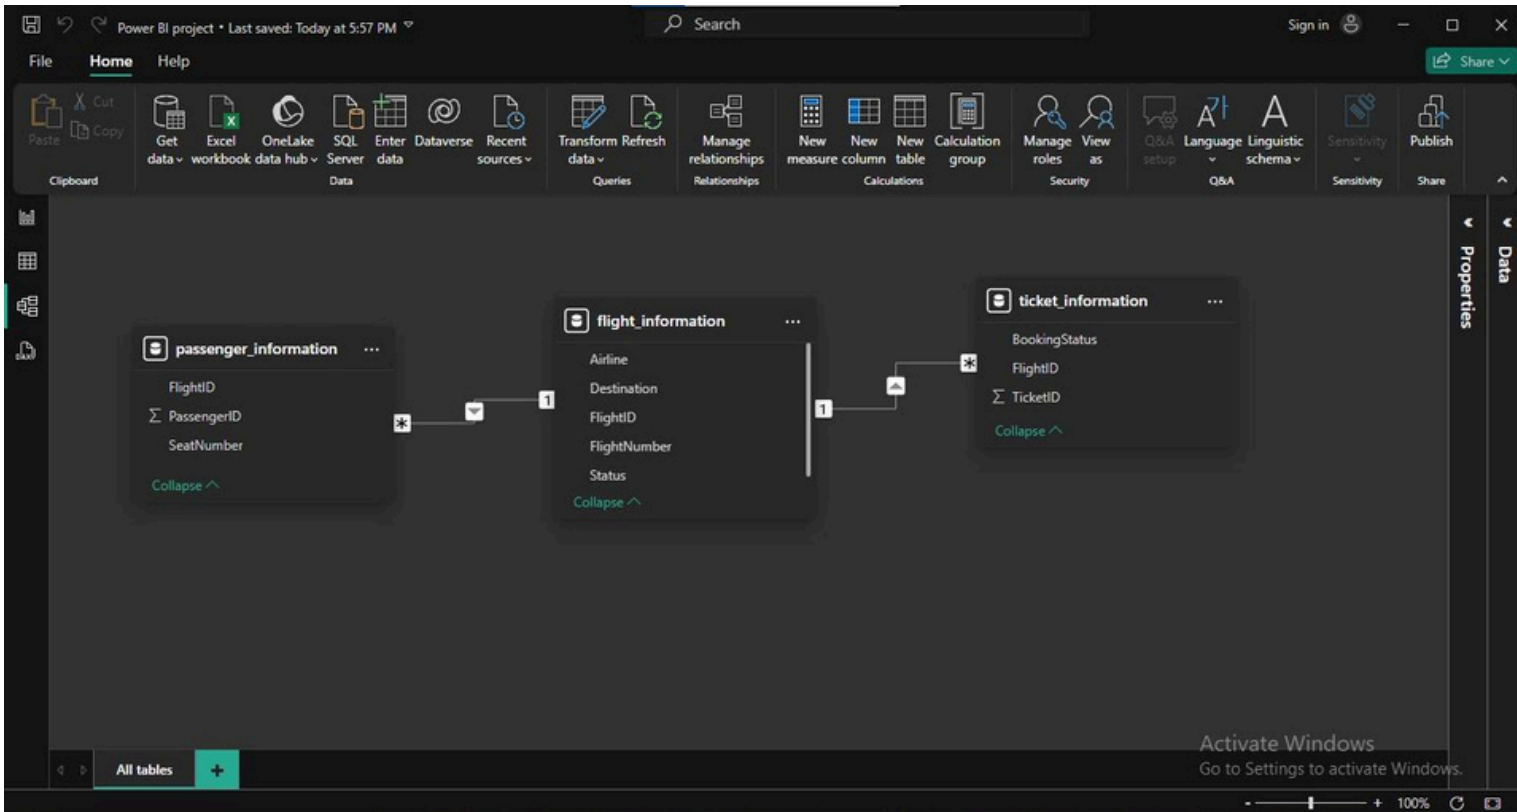 Power BI project • Last saved: Today at 5:57 PM
Search
Sign in
File Home Help
Share
Paste
Cut
Copy
Get data
Excel workbook
OneLake data hub
SQL Server
Enter data
Dataverse
Recent sources
Transform data
Refresh
Manage relationships
New measure
New column
New table
Calculation group
Manage roles
View as
Q&A setup
Language
Linguistic schema
Sensitivity
Publish
Clipboard
Data
Queries
Relationships
Calculations
Security
Q&A
Sensitivity
Share
passenger_information
FlightID
Σ PassengerID
SeatNumber
Collapse
*
1
flight_information
Airline
Destination
FlightID
FlightNumber
Status
Collapse
1
*
ticket_information
BookingStatus
FlightID
Σ TicketID
Collapse
Properties
Data
Activate Windows
Go to Settings to activate Windows.
All tables
+
- + 100%